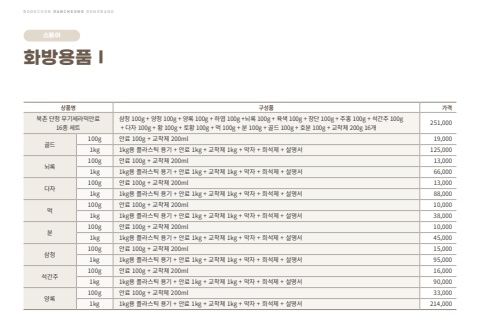 BUKCHON DANCHEONG GONGBANG
스토어
화방용품 I
상품명 구성품 가격
북촌 단청 무기세라믹안료 16종 세트 삼청 100g + 양청 100g + 양록 100g + 하엽 100g +뇌록 100g + 육색 100g + 장단 100g + 주홍 100g + 석간주 100g + 다자 100g + 황 100g + 토황 100g + 먹 100g + 분 100g + 골드 100g + 호분 100g + 교착제 200g 16개 251,000
골드 100g 안료 100g + 교착제 200ml 19,000
1kg 1kg용 플라스틱 용기 + 안료 1kg + 교착제 1kg + 막자 + 희석제 + 설명서 125,000
뇌록 100g 안료 100g + 교착제 200ml 13,000
1kg 1kg용 플라스틱 용기 + 안료 1kg + 교착제 1kg + 막자 + 희석제 + 설명서 66,000
다자 100g 안료 100g + 교착제 200ml 13,000
1kg 1kg용 플라스틱 용기 + 안료 1kg + 교착제 1kg + 막자 + 희석제 + 설명서 88,000
먹 100g 안료 100g + 교착제 200ml 10,000
1kg 1kg용 플라스틱 용기 + 안료 1kg + 교착제 1kg + 막자 + 희석제 + 설명서 38,000
분 100g 안료 100g + 교착제 200ml 10,000
1kg 1kg용 플라스틱 용기 + 안료 1kg + 교착제 1kg + 막자 + 희석제 + 설명서 45,000
삼청 100g 안료 100g + 교착제 200ml 15,000
1kg 1kg용 플라스틱 용기 + 안료 1kg + 교착제 1kg + 막자 + 희석제 + 설명서 95,000
석간주 100g 안료 100g + 교착제 200ml 16,000
1kg 1kg용 플라스틱 용기 + 안료 1kg + 교착제 1kg + 막자 + 희석제 + 설명서 90,000
양록 100g 안료 100g + 교착제 200ml 33,000
1kg 1kg용 플라스틱 용기 + 안료 1kg + 교착제 1kg + 막자 + 희석제 + 설명서 214,000